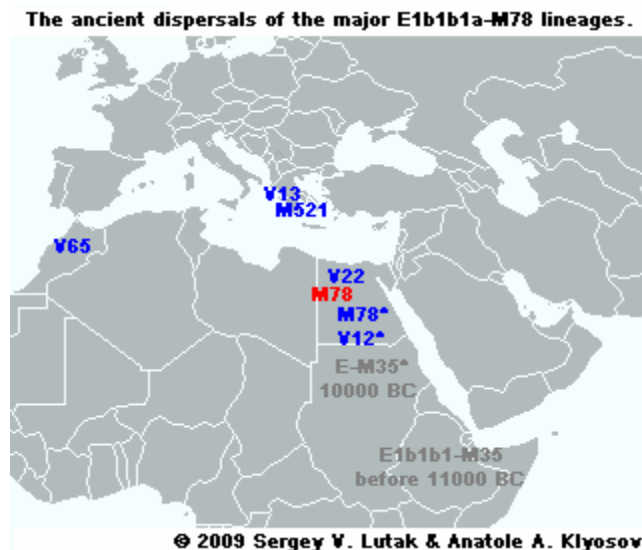 The ancient dispersals of the major E1b1b1a-M78 lineages.
V13
M521
V65
V22
M78
M78*
V12*
E-M35*
10000 BC
E1b1b1-M35
before 11000 BC
© 2009 Sergey V. Lutak & Anatole A. Klyosov